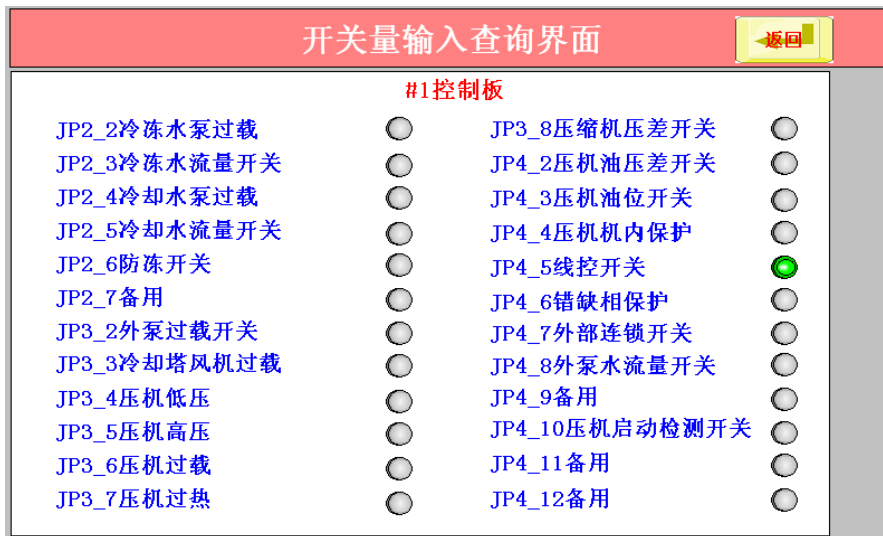 开关量输入查询界面
返回
#1控制板
JP2_2冷冻水泵过载
JP2_3冷冻水流量开关
JP2_4冷却水泵过载
JP2_5冷却水流量开关
JP2_6防冻开关
JP2_7备用
JP3_2外泵过载开关
JP3_3冷却塔风机过载
JP3_4压机低压
JP3_5压机高压
JP3_6压机过载
JP3_7压机过热
JP3_8压缩机压差开关
JP4_2压机油压差开关
JP4_3压机油位开关
JP4_4压机机内保护
JP4_5线控开关
JP4_6错缺相保护
JP4_7外部连锁开关
JP4_8外泵水流量开关
JP4_9备用
JP4_10压机启动检测开关
JP4_11备用
JP4_12备用